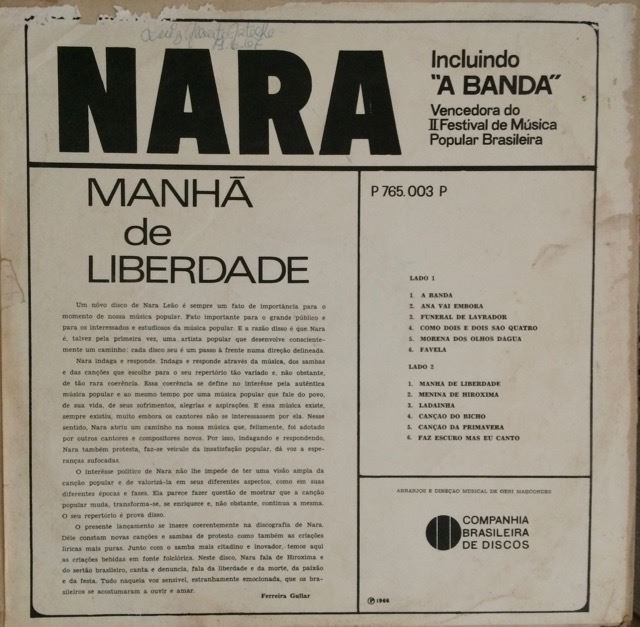 NARA
Incluindo
"A BANDA"
Vencedora do
II Festival de Música
Popular Brasileira
MANHÃ
de
LIBERDADE
Um nôvo disco de Nara Leão é sempre um fato de importância para o
momento de nossa música popular. Fato importante para o grande público e
para os interessados e estudiosos da música popular. E a razão disso é que Nara
é, talvez pela primeira vez, uma artista popular que desenvolve consciente-
mente um caminho: cada disco seu é um passo à frente numa direção delineada.
Nara indaga e responde. Indaga e responde através da música, dos sambas
e das canções que escolhe para o seu repertório tão variado e, não obstante,
de tão rara coerência. Essa coerência se define no interêsse pela autêntica
música popular e ao mesmo tempo por uma música popular que fale do povo,
de sua vida, de seus sofrimentos, alegrias e aspirações. E essa música existe,
sempre existiu, muito embora os cantores não se interessassem por ela. Nesse
sentido, Nara abriu um caminho na nossa música que, felizmente, foi adotado
por outros cantores e compositores novos. Por isso, indagando e respondendo,
Nara também protesta, faz-se veículo da insatisfação popular, dá voz a espe-
ranças sufocadas.
O interêsse político de Nara não lhe impede de ter uma visão ampla da
canção popular e de valorizá-la em seus diferentes aspectos, como em suas
diferentes épocas e fases. Ela parece fazer questão de mostrar que a canção
popular muda, transforma-se, se enriquece e, não obstante, continua a mesma.
O seu repertório é prova disso.
O presente lançamento se insere coerentemente na discografia de Nara.
Dêle constam novas canções e sambas de protesto como também as criações
líricas mais puras. Junto com o samba mais citadino e inovador, temos aqui
as criações bebidas em fonte folclórica. Neste disco, Nara fala de Hiroxima e
do sertão brasileiro, canta e denuncia, fala da liberdade e da morte, da paixão
e da festa. Tudo naquela voz sensível, estranhamente emocionada, que os bra-
sileiros se acostumaram a ouvir e amar.
Ferreira Gullar
P 765.003 P
LADO 1
1. A BANDA
2. ANA VAI EMBORA
3. FUNERAL DE LAVRADOR
4. COMO DOIS E DOIS SAO QUATRO
5. MORENA DOS OLHOS DAGUA
6. FAVELA
LADO 2
1. MANHA DE LIBERDADE
2. MENINA DE HIROXIMA
3. LADAINHA
4. CANÇAO DO BICHO
5. CANÇAO DA PRIMAVERA
6. FAZ ESCURO MAS EU CANTO
ARRANJOS E DIREÇAO MUSICAL DE GENI MARCONDES
COMPANHIA
BRASILEIRA
DE DISCOS
℗ 1966